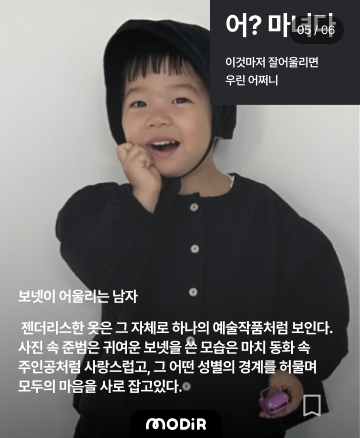 어? 마녀다
05 / 06
이것마저 잘어울리면
우린 어쩌니
보넷이 어울리는 남자
젠더리스한 옷은 그 자체로 하나의 예술작품처럼 보인다.
사진 속 준범은 귀여운 보넷을 쓴 모습은 마치 동화 속
주인공처럼 사랑스럽고, 그 어떤 성별의 경계를 허물며
모두의 마음을 사로 잡고있다.
MODiR